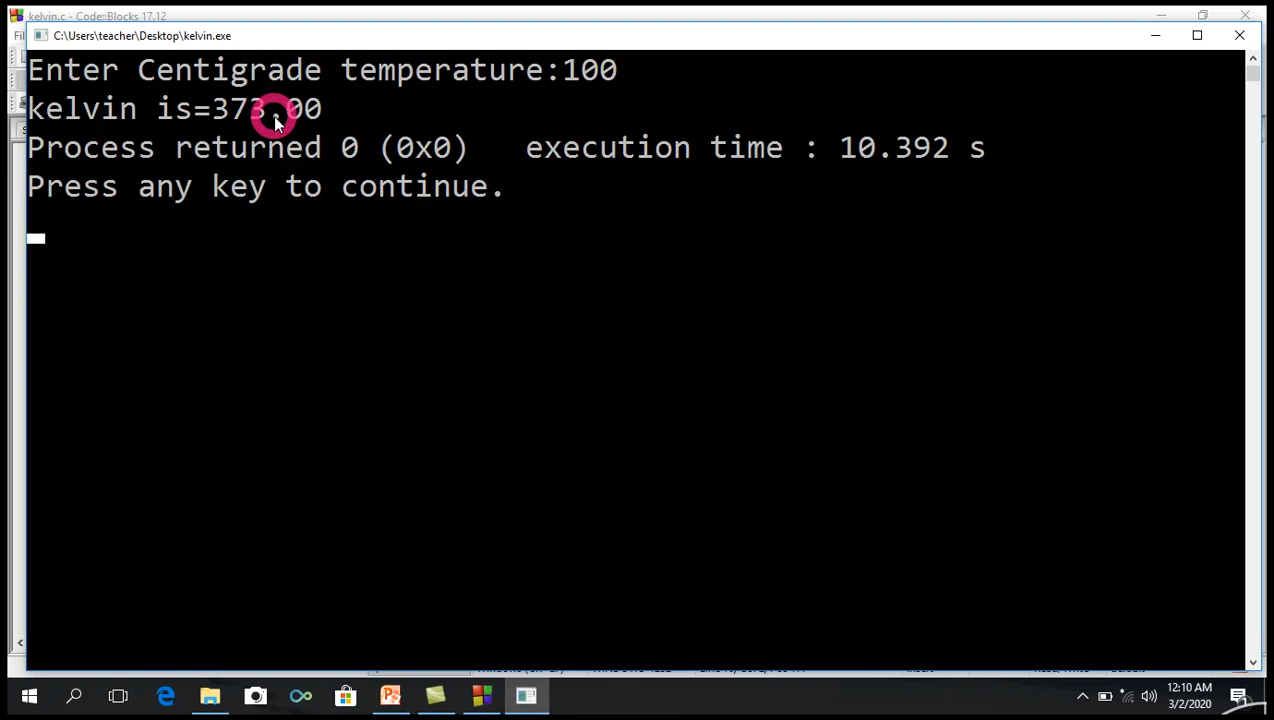 kelvin.c - Code::Blocks 17.12
C:\Users\teacher\Desktop\kelvin.exe
Enter Centigrade temperature:100
kelvin is=373.00
Process returned 0 (0x0)   execution time : 10.392 s
Press any key to continue.
12:10 AM
3/2/2020